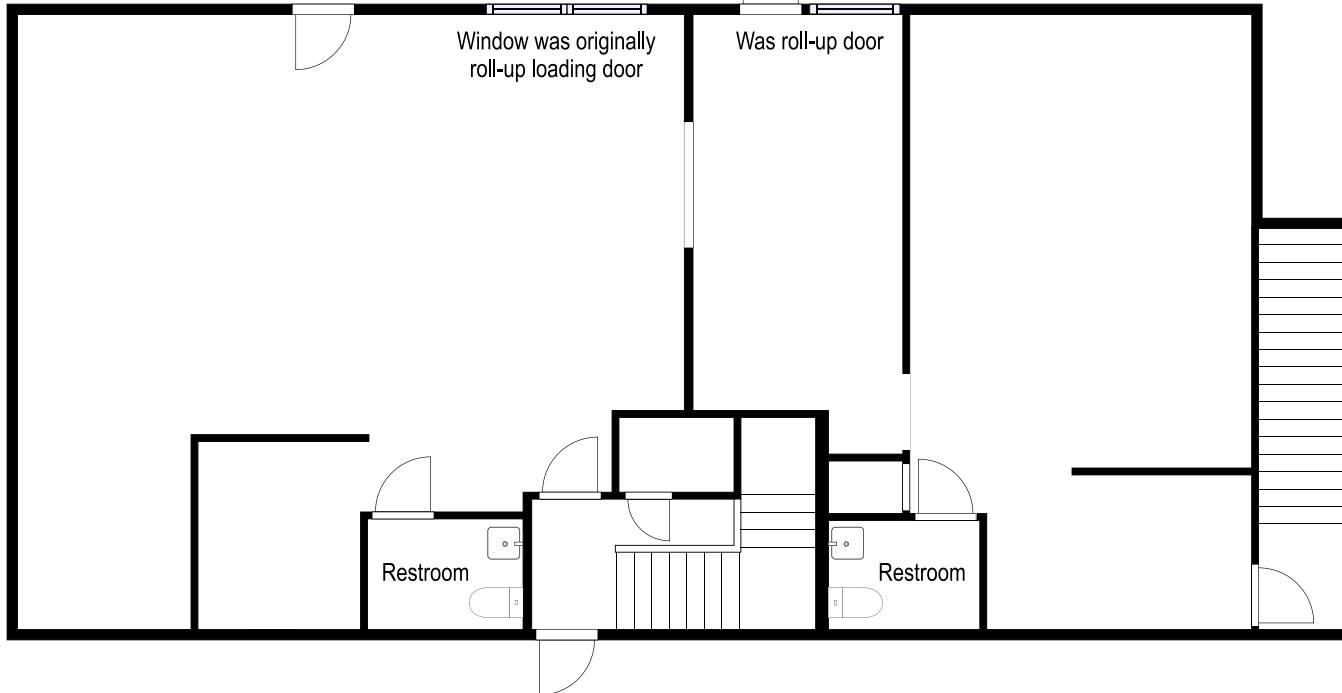 Window was originally
roll-up loading door
Was roll-up door
Restroom
Restroom